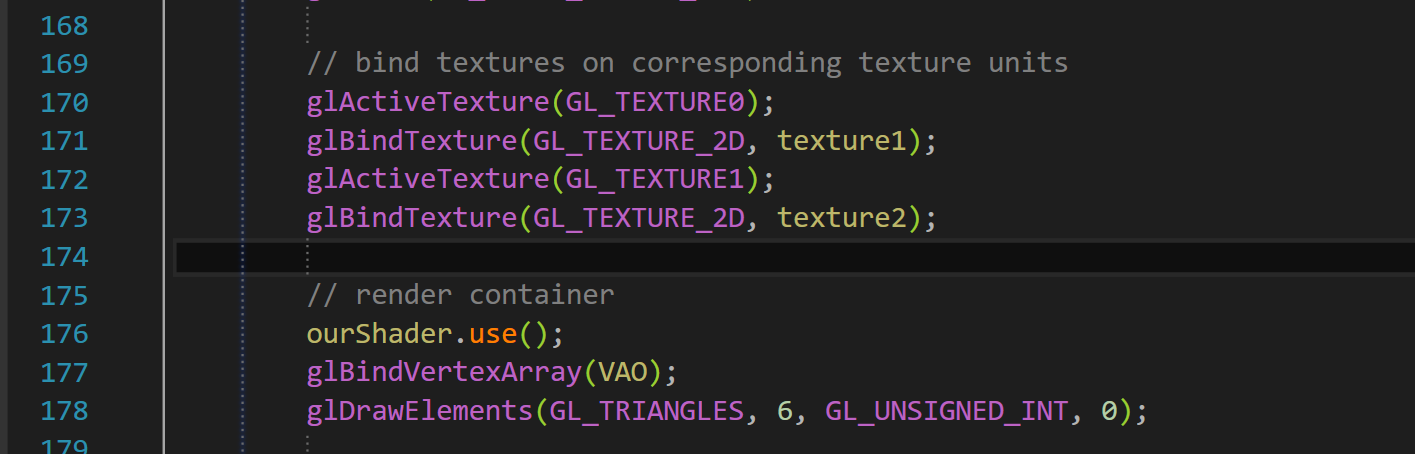 168
169 // bind textures on corresponding texture units
170 glActiveTexture(GL_TEXTURE0);
171 glBindTexture(GL_TEXTURE_2D, texture1);
172 glActiveTexture(GL_TEXTURE1);
173 glBindTexture(GL_TEXTURE_2D, texture2);
174
175 // render container
176 ourShader.use();
177 glBindVertexArray(VAO);
178 glDrawElements(GL_TRIANGLES, 6, GL_UNSIGNED_INT, 0);
179